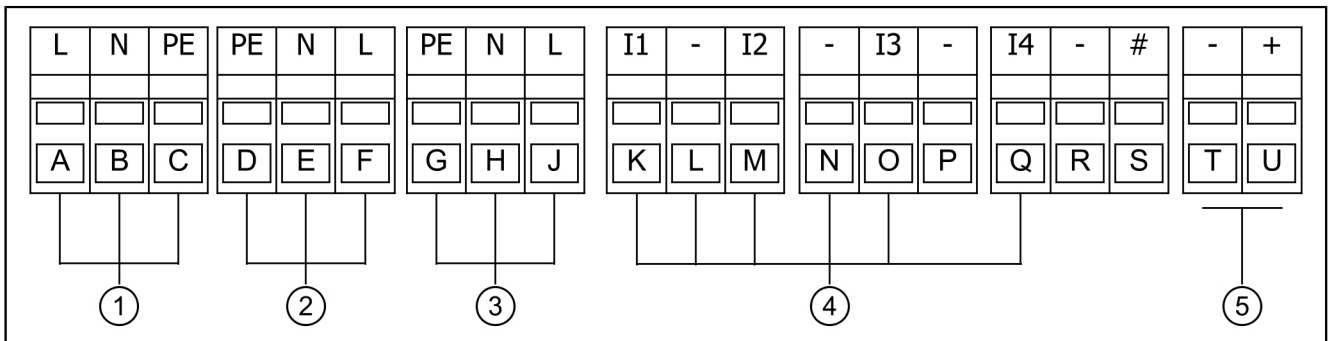 L N PE PE N L PE N L I1 - I2 - I3 - I4 - # - +
A B C D E F G H J K L M N O P Q R S T U
1 2 3 4 5